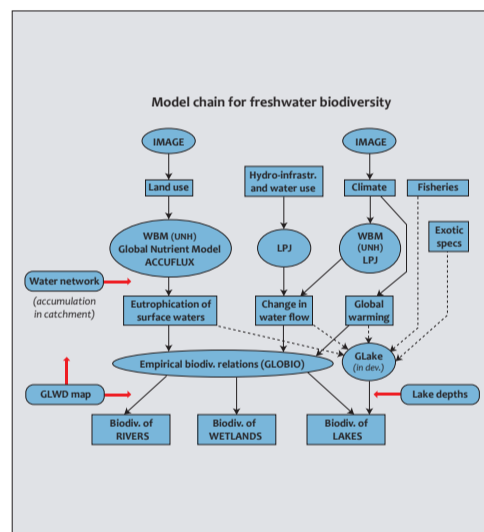 Model chain for freshwater biodiversity
IMAGE
IMAGE
Land use
Hydro-infrastr.
and water use
Climate
Fisheries
Exotic
specs
WBM (UNH)
Global Nutrient Model
ACCUFLUX
LPJ
WBM
(UNH)
LPJ
Water network
(accumulation
in catchment)
Eutrophication of
surface waters
Change in
water flow
Global
warming
Empirical biodiv. relations (GLOBIO)
GLake
(in dev.)
GLWD map
Lake depths
Biodiv. of
RIVERS
Biodiv. of
WETLANDS
Biodiv. of
LAKES